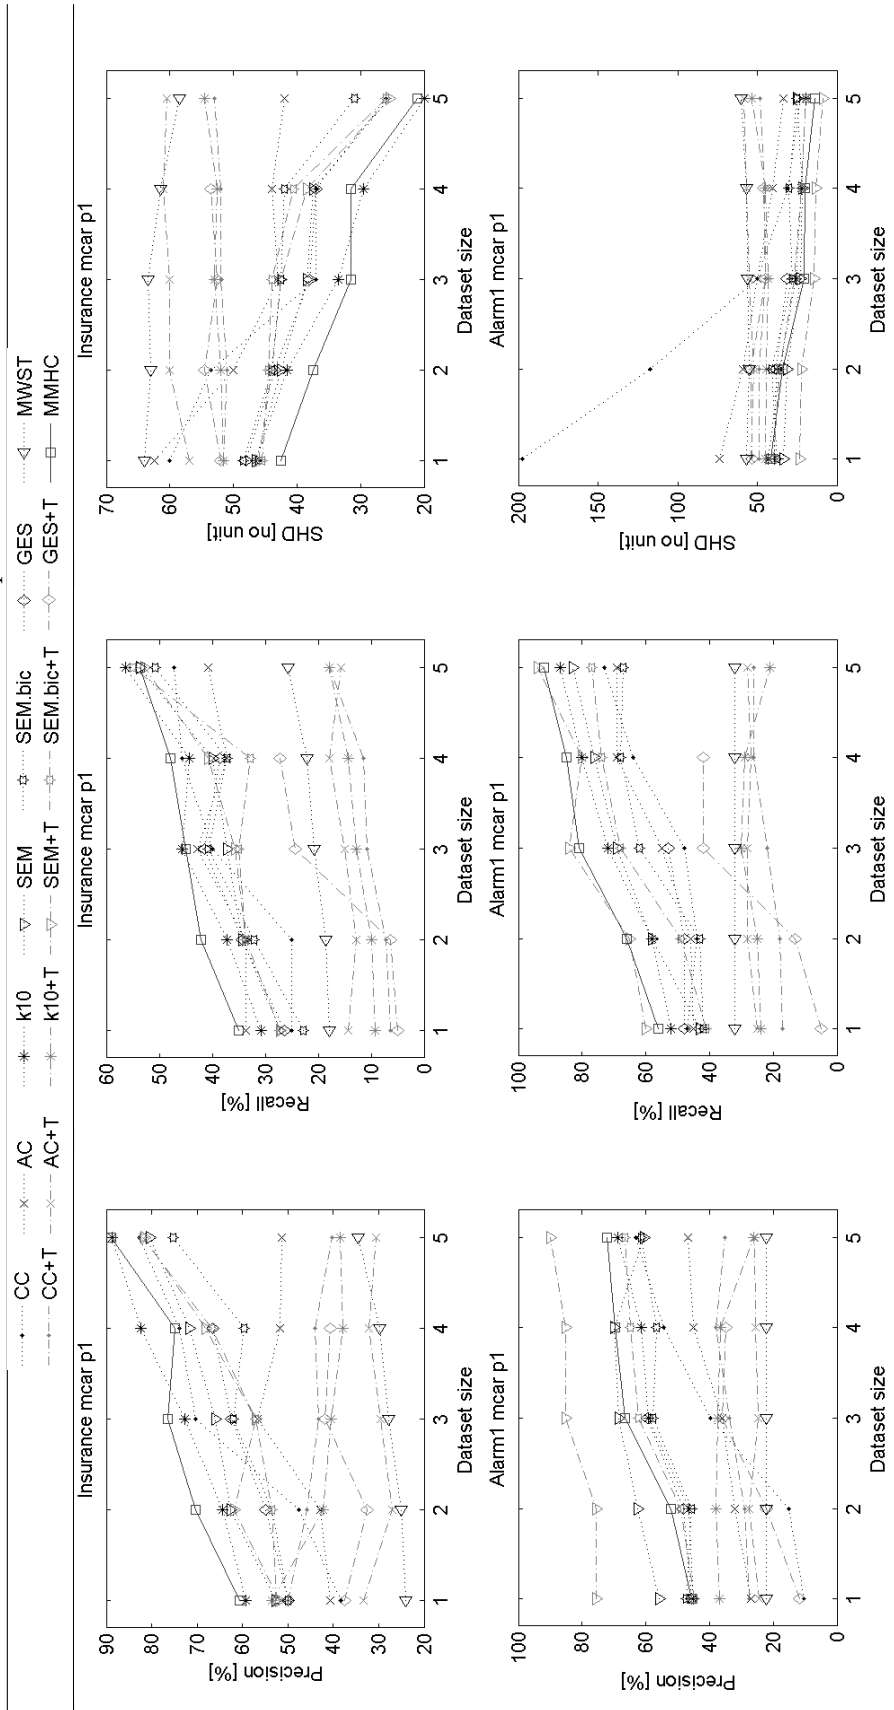 CC AC k10 SEM SEM.bic GES MWST
CC+T AC+T k10+T SEM+T SEM.bic+T GES+T MMHC
Insurance mcar p1
90
80
70
60
50
40
30
20
Precision [%]
1 2 3 4 5
Dataset size
Insurance mcar p1
60
50
40
30
20
10
0
Recall [%]
1 2 3 4 5
Dataset size
Insurance mcar p1
70
60
50
40
30
20
SHD [no unit]
1 2 3 4 5
Dataset size
Alarm1 mcar p1
100
80
60
40
20
0
Precision [%]
1 2 3 4 5
Dataset size
Alarm1 mcar p1
100
80
60
40
20
0
Recall [%]
1 2 3 4 5
Dataset size
Alarm1 mcar p1
200
150
100
50
0
SHD [no unit]
1 2 3 4 5
Dataset size